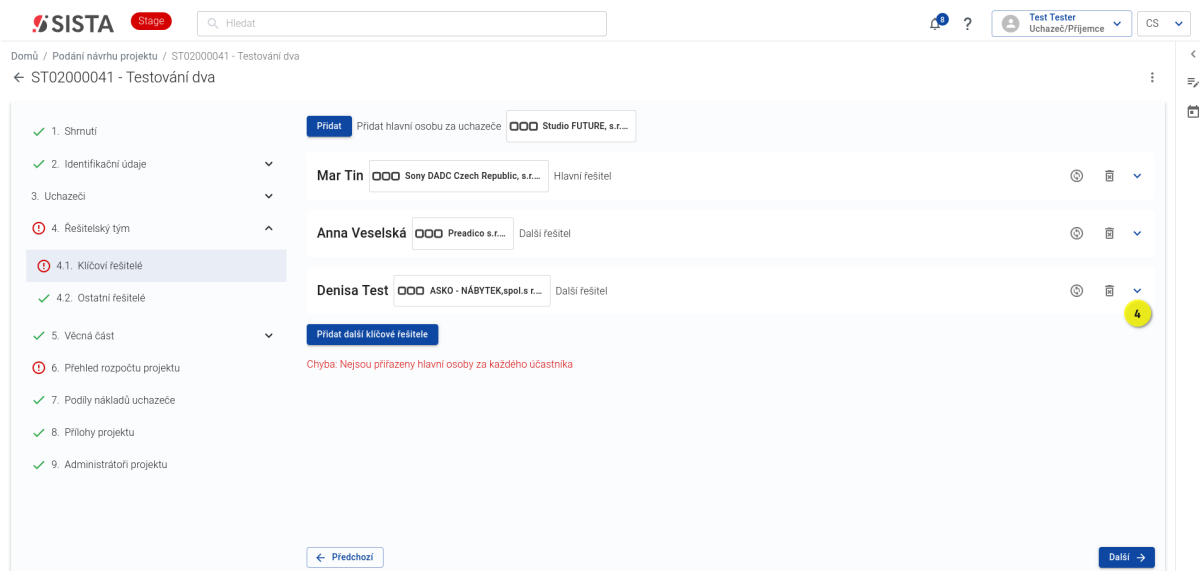 SISTA
Stage
Hledat
8
?
Test Tester
Uchazeč/Příjemce
CS
Domů / Podání návrhu projektu / ST02000041 - Testování dva
ST02000041 - Testování dva
1. Shrnutí
2. Identifikační údaje
3. Uchazeči
4. Řešitelský tým
4.1. Klíčoví řešitelé
4.2. Ostatní řešitelé
5. Věcná část
6. Přehled rozpočtu projektu
7. Podíly nákladů uchazeče
8. Přílohy projektu
9. Administrátoři projektu
Přidat Přidat hlavní osobu za uchazeče Studio FUTURE, s.r....
Mar Tin Sony DADC Czech Republic, s.r.... Hlavní řešitel
Anna Veselská Preadico s.r.... Další řešitel
Denisa Test ASKO - NÁBYTEK,spol.s r.... Další řešitel
4
Přidat další klíčové řešitele
Chyba: Nejsou přiřazeny hlavní osoby za každého účastníka
Předchozí
Další